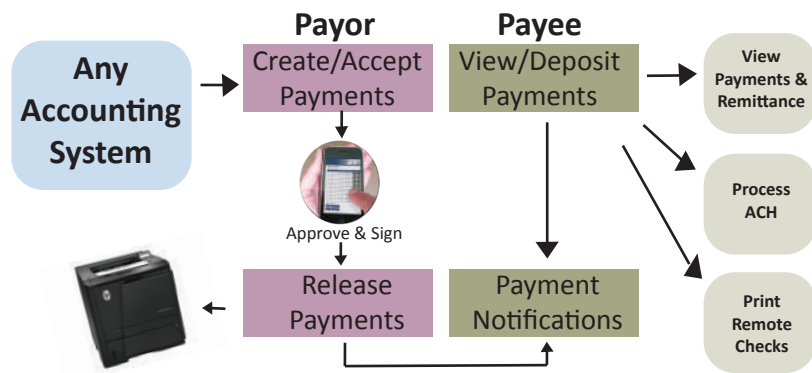 Payor
Payee
Any
Accounting
System
Create/Accept
Payments
View/Deposit
Payments
View
Payments &
Remittance
Approve & Sign
Process
ACH
Release
Payments
Payment
Notifications
Print
Remote
Checks